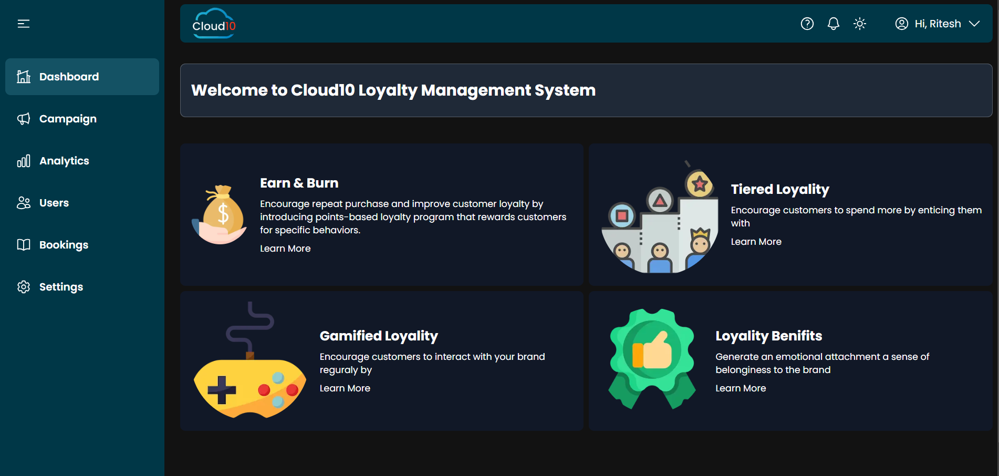 Cloud10
Hi, Ritesh
Dashboard
Campaign
Analytics
Users
Bookings
Settings
Welcome to Cloud10 Loyalty Management System
Earn & Burn
Encourage repeat purchase and improve customer loyalty by
introducing points-based loyalty program that rewards customers
for specific behaviors.
Learn More
Tiered Loyality
Encourage customers to spend more by enticing them
with
Learn More
Gamified Loyality
Encourage customers to interact with your brand
reguraly by
Learn More
Loyality Benifits
Generate an emotional attachment a sense of
belonginess to the brand
Learn More